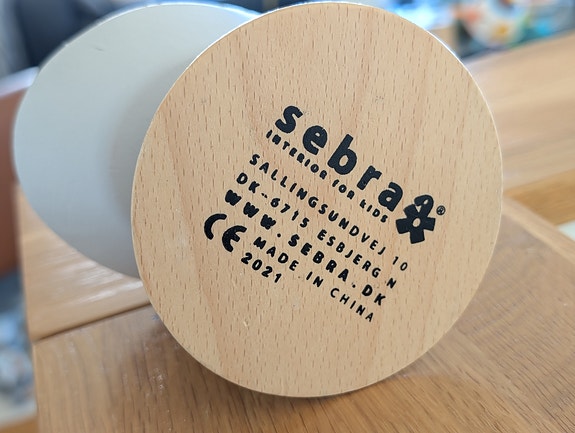 sebra®
INTERIOR FOR KIDS
SALLINGSUNDVEJ 10
DK-6715 ESBJERG N
WWW.SEBRA.DK
CE MADE IN CHINA
2021